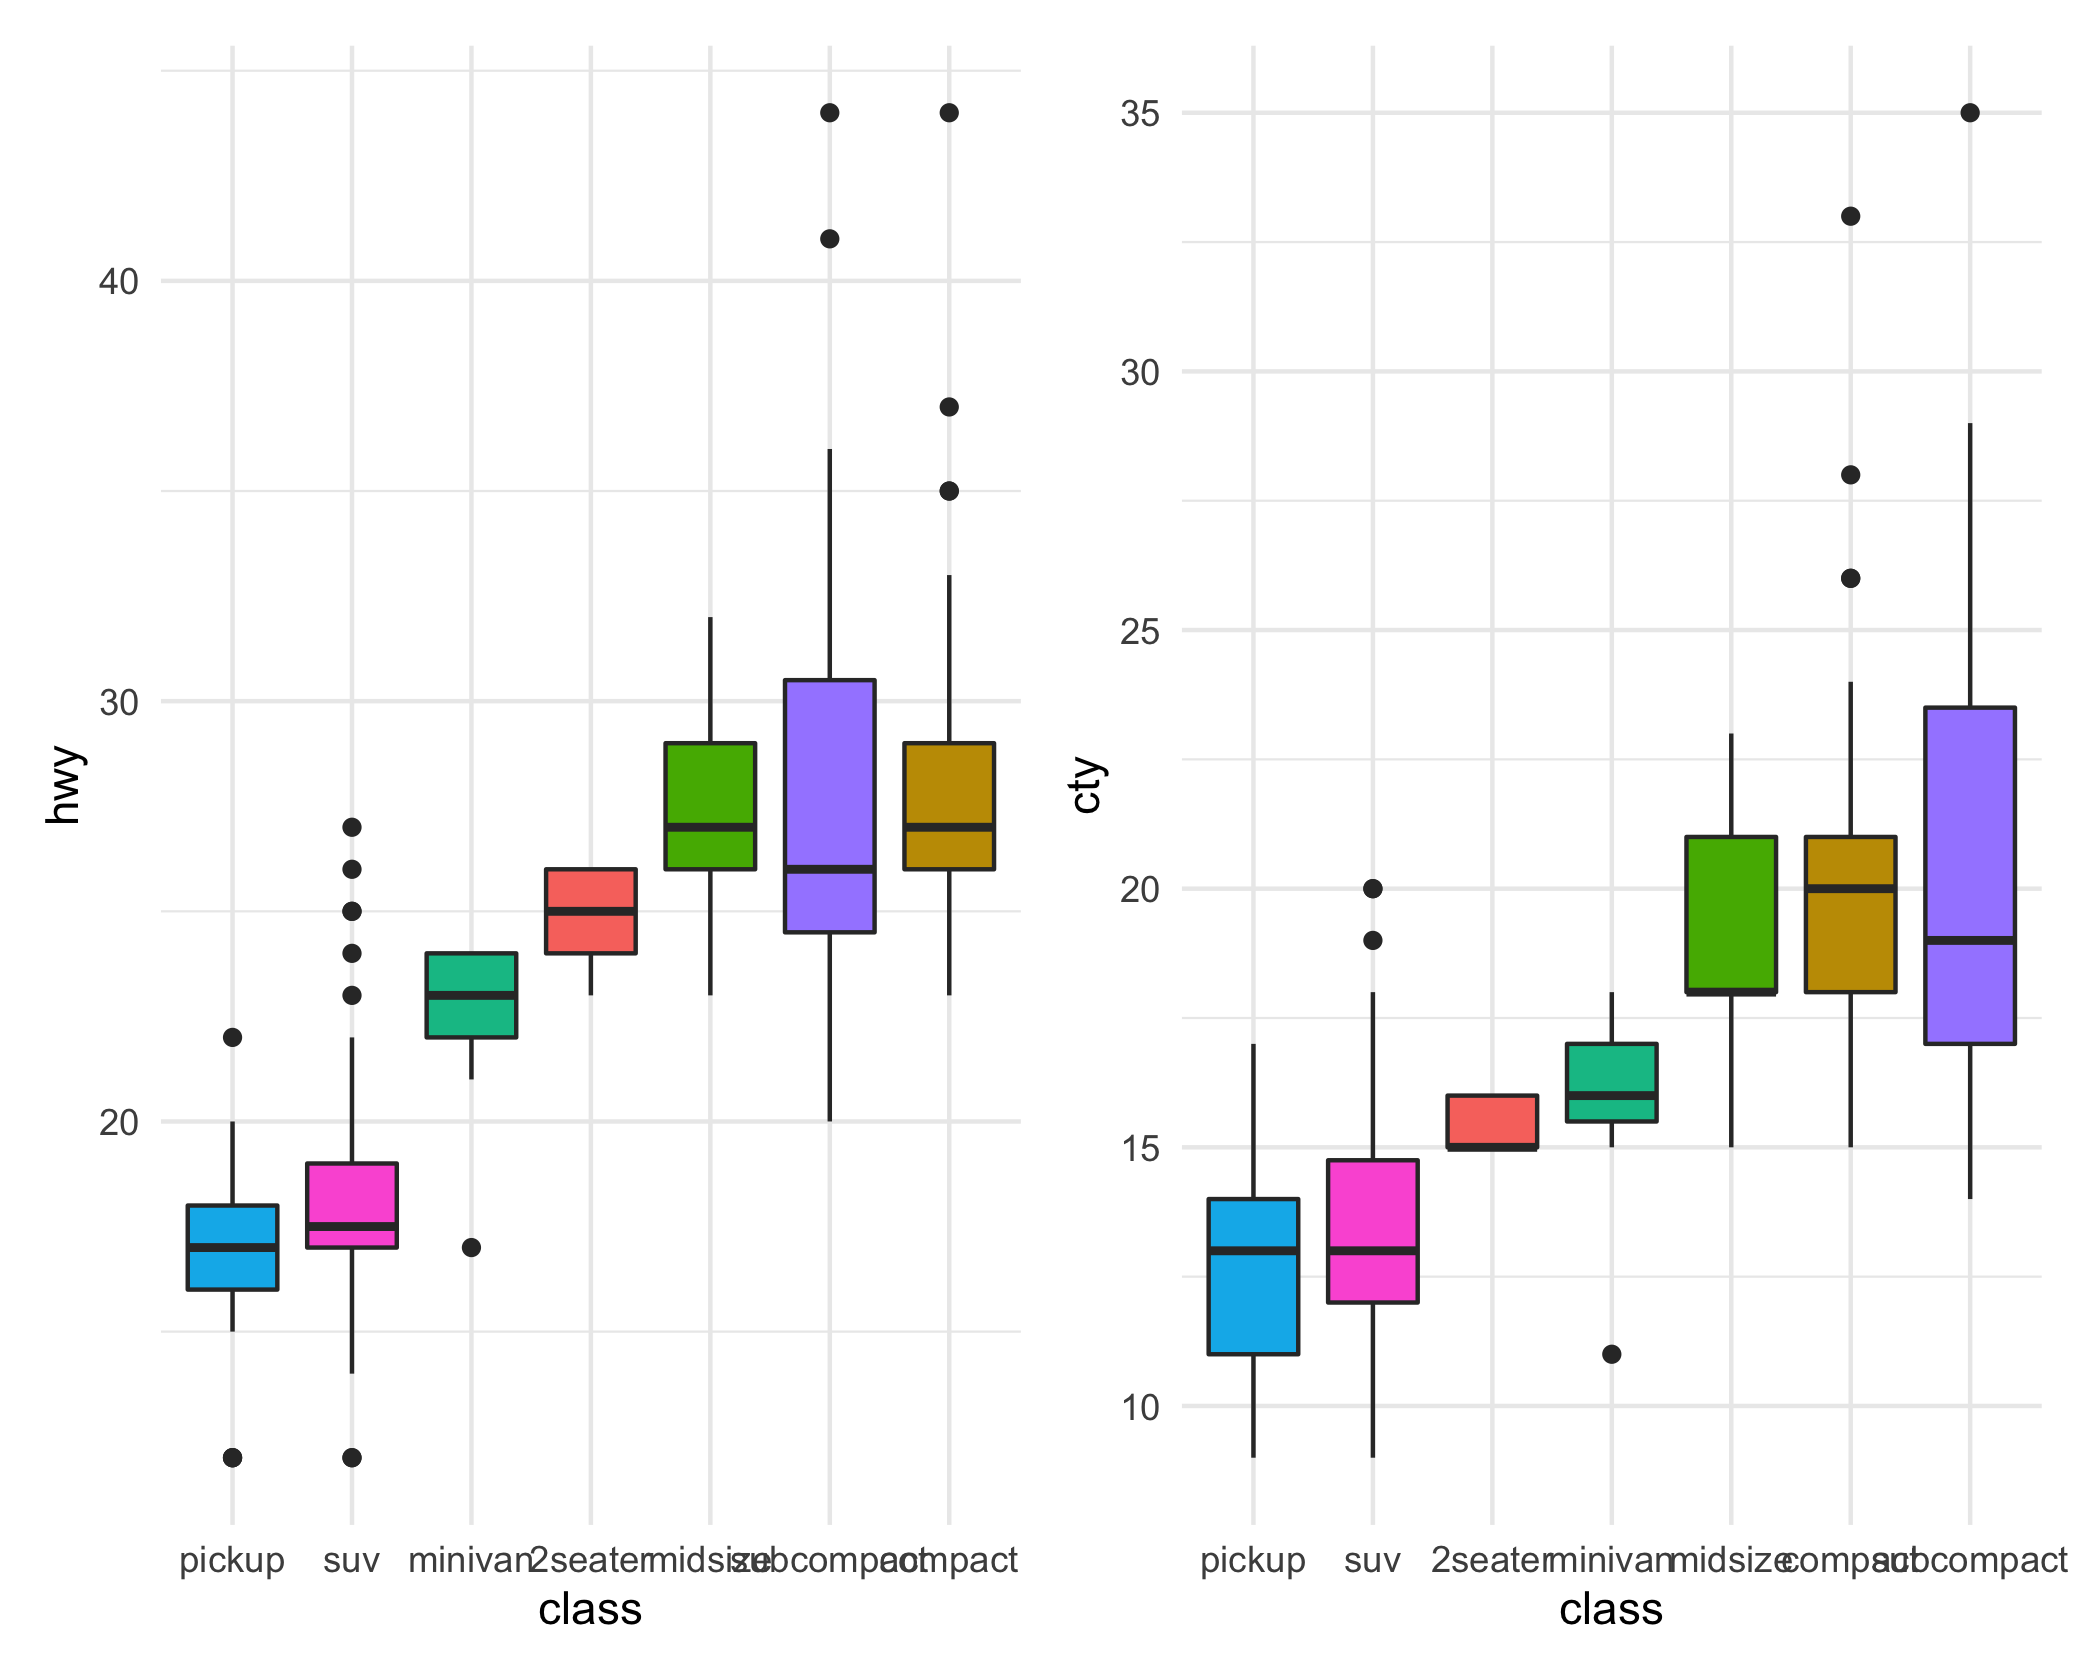 hwy
40
30
20
pickup suv minivan 2seater midsize subcompact compact
class
cty
35
30
25
20
15
10
pickup suv 2seater minivan midsize compact subcompact
class